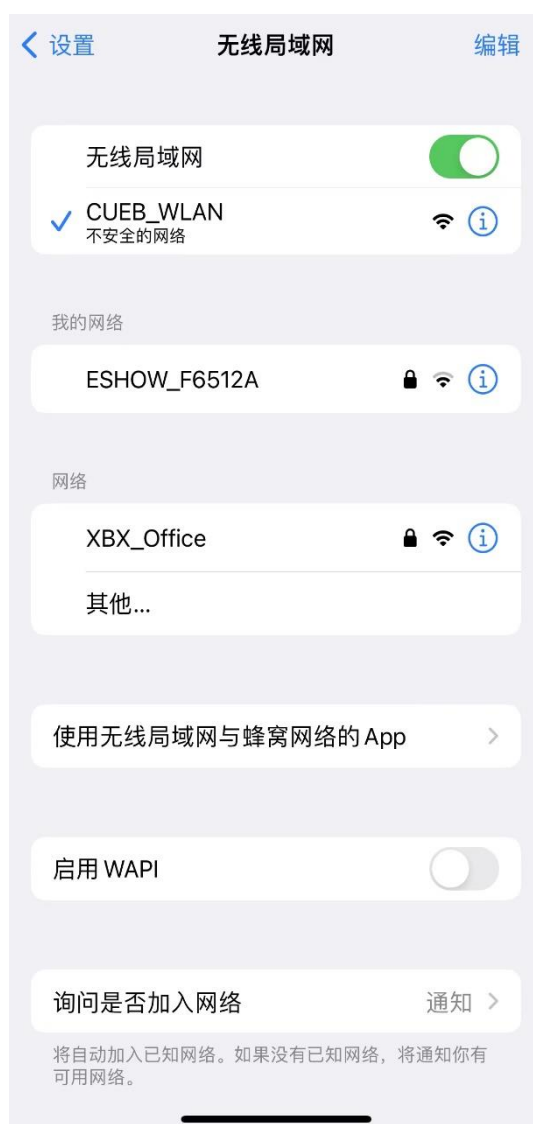 设置 无线局域网 编辑
无线局域网
CUEB_WLAN
不安全的网络
我的网络
ESHOW_F6512A
网络
XBX_Office
其他...
使用无线局域网与蜂窝网络的 App
启用 WAPI
询问是否加入网络 通知
将自动加入已知网络。如果没有已知网络，将通知你有
可用网络。